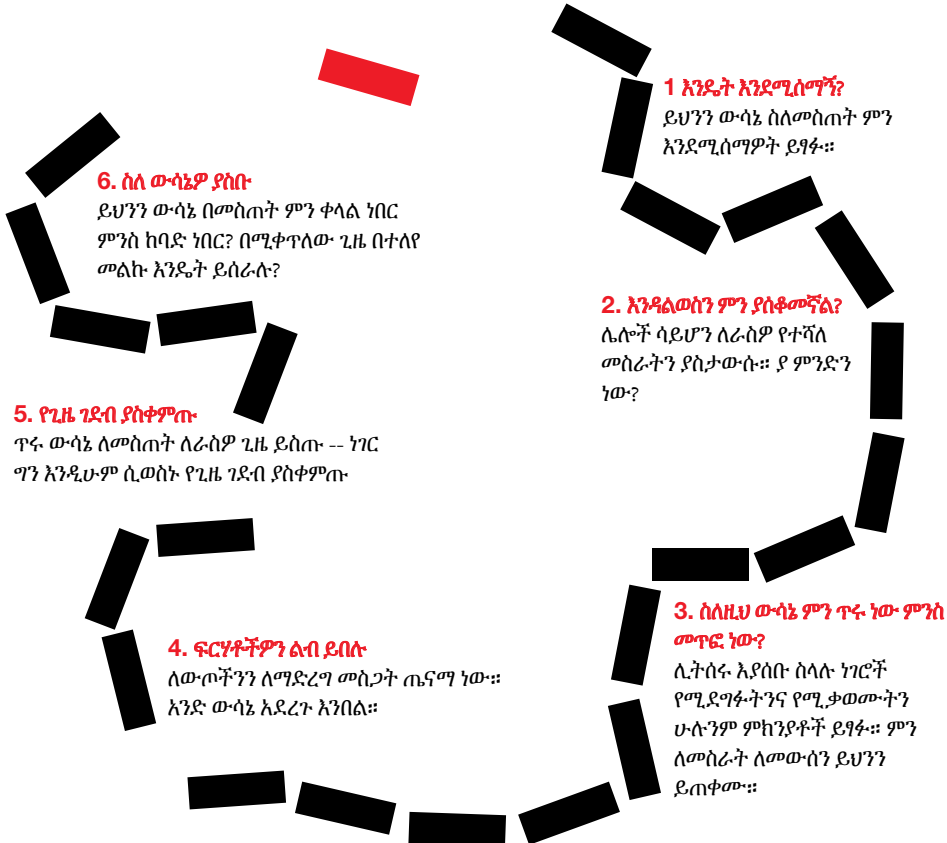 1 እንዴት እንደሚሰማኝ?
ይህንን ውሳኔ ስለመስጠት ምን
እንደሚሰማዎት ይፃፉ።
2. እንዳልወስን ምን ያሰቆመኛል?
ሌሎች ሳይሆን ለራስዎ የተሻለ
መስራትን ያስታውሱ። ያ ምንድን
ነው?
3. ስለዚህ ውሳኔ ምን ጥሩ ነው ምንስ
መጥፎ ነው?
ሊትሰሩ እያሰቡ ስላሉ ነገሮች
የሚደግፉትንና የሚቃወሙትን
ሁሉንም ምክንያቶች ይፃፉ። ምን
ለመስራት ለመውሰን ይህንን
ይጠቀሙ።
4. ፍርሃቶችዎን ልብ ይበሉ
ለውጦችንን ለማድረግ መስጋት ጤናማ ነው።
አንድ ውሳኔ አደረጉ እንበል።
5. የጊዜ ገደብ ያስቀምጡ
ጥሩ ውሳኔ ለመስጠት ለራስዎ ጊዜ ይስጡ -- ነገር
ግን እንዲሁም ሲወስኑ የጊዜ ገደብ ያስቀምጡ
6. ስለ ውሳኔዎ ያስቡ
ይህንን ውሳኔ በመስጠት ምን ቀላል ነበር
ምንስ ከባድ ነበር? በሚቀጥለው ጊዜ በተለየ
መልኩ እንዴት ይሰራሉ?